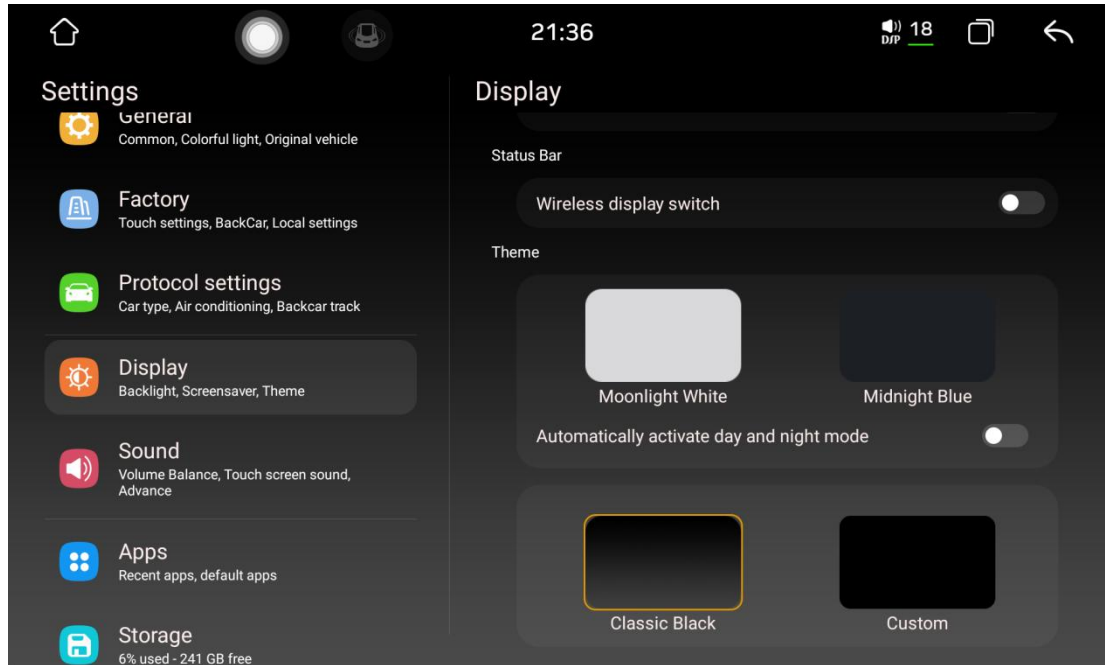 21:36
DSP 18
Settings
General
Common, Colorful light, Original vehicle
Factory
Touch settings, BackCar, Local settings
Protocol settings
Car type, Air conditioning, Backcar track
Display
Backlight, Screensaver, Theme
Sound
Volume Balance, Touch screen sound,
Advance
Apps
Recent apps, default apps
Storage
6% used - 241 GB free
Display
Status Bar
Wireless display switch
Theme
Moonlight White
Midnight Blue
Automatically activate day and night mode
Classic Black
Custom